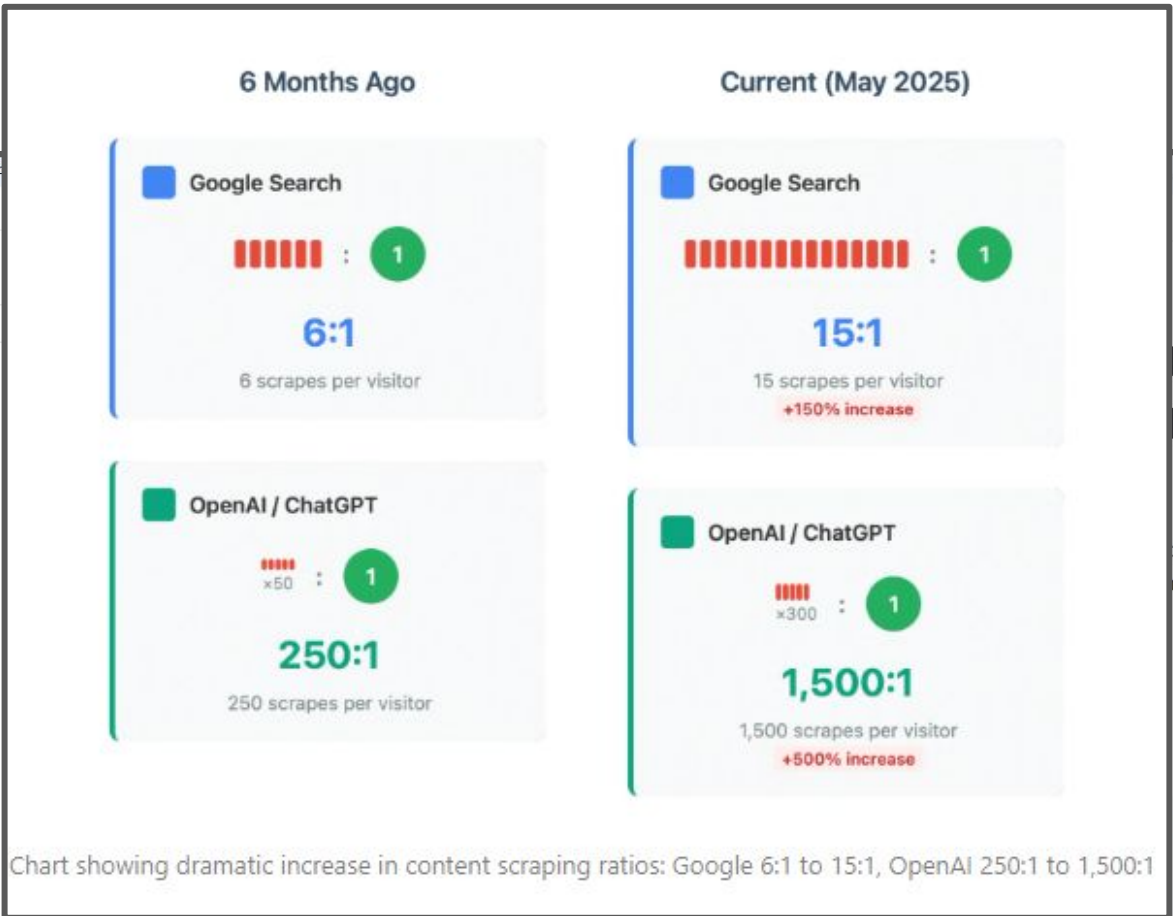 6 Months Ago
Current (May 2025)
Google Search
: 1
6:1
6 scrapes per visitor
Google Search
: 1
15:1
15 scrapes per visitor
+150% increase
OpenAI / ChatGPT
×50 : 1
250:1
250 scrapes per visitor
OpenAI / ChatGPT
×300 : 1
1,500:1
1,500 scrapes per visitor
+500% increase
Chart showing dramatic increase in content scraping ratios: Google 6:1 to 15:1, OpenAI 250:1 to 1,500:1